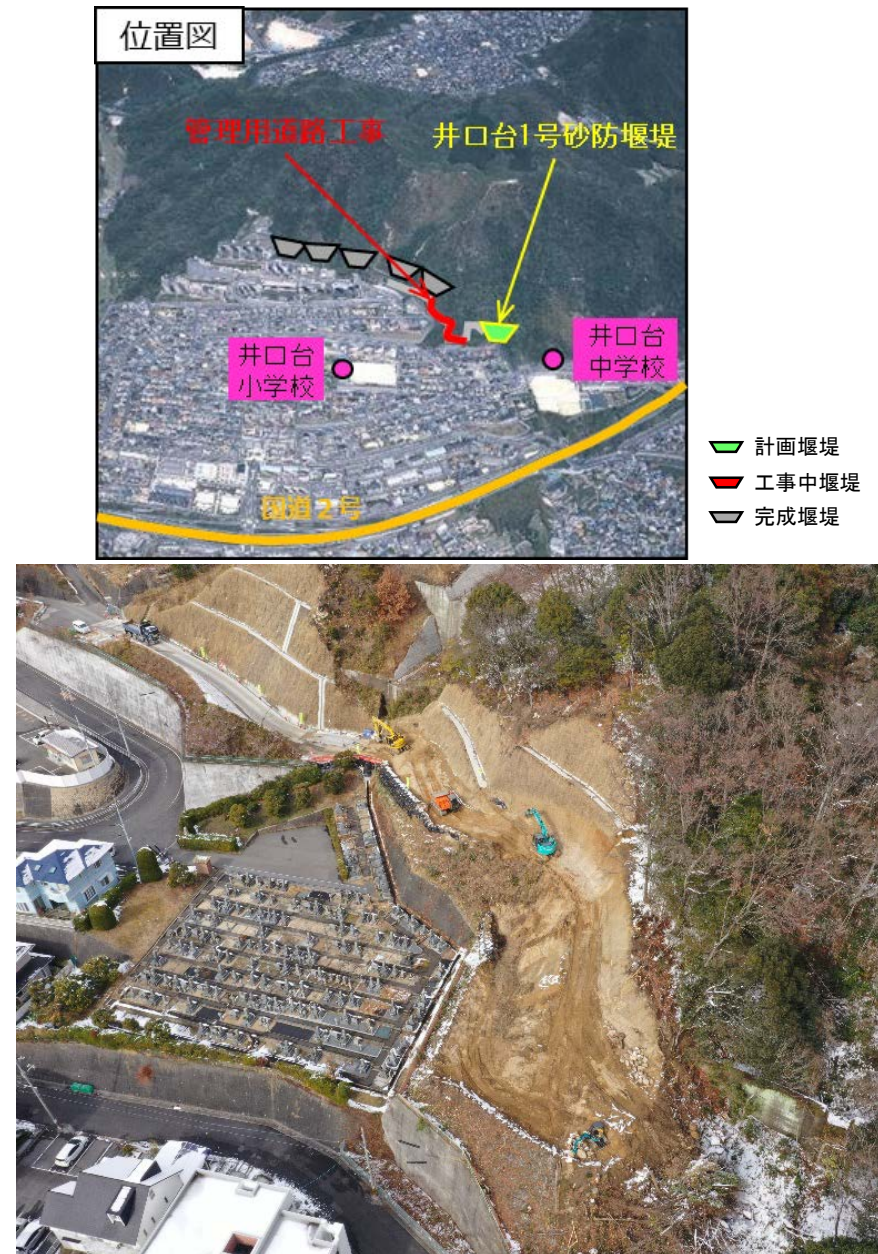 位置図
管理用道路工事
井口台1号砂防堰堤
井口台
小学校
井口台
中学校
国道2号
計画堰堤
工事中堰堤
完成堰堤